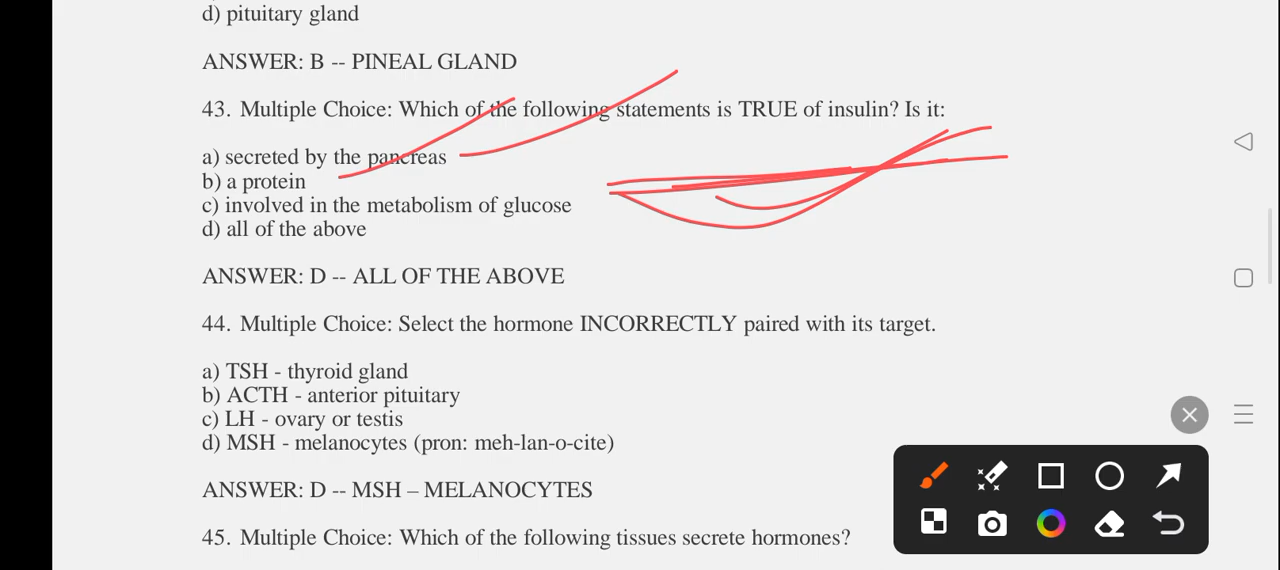 d) pituitary gland
ANSWER: B -- PINEAL GLAND
43. Multiple Choice: Which of the following statements is TRUE of insulin? Is it:
a) secreted by the pancreas
b) a protein
c) involved in the metabolism of glucose
d) all of the above
ANSWER: D -- ALL OF THE ABOVE
44. Multiple Choice: Select the hormone INCORRECTLY paired with its target.
a) TSH - thyroid gland
b) ACTH - anterior pituitary
c) LH - ovary or testis
d) MSH - melanocytes (pron: meh-lan-o-cite)
ANSWER: D -- MSH – MELANOCYTES
45. Multiple Choice: Which of the following tissues secrete hormones?